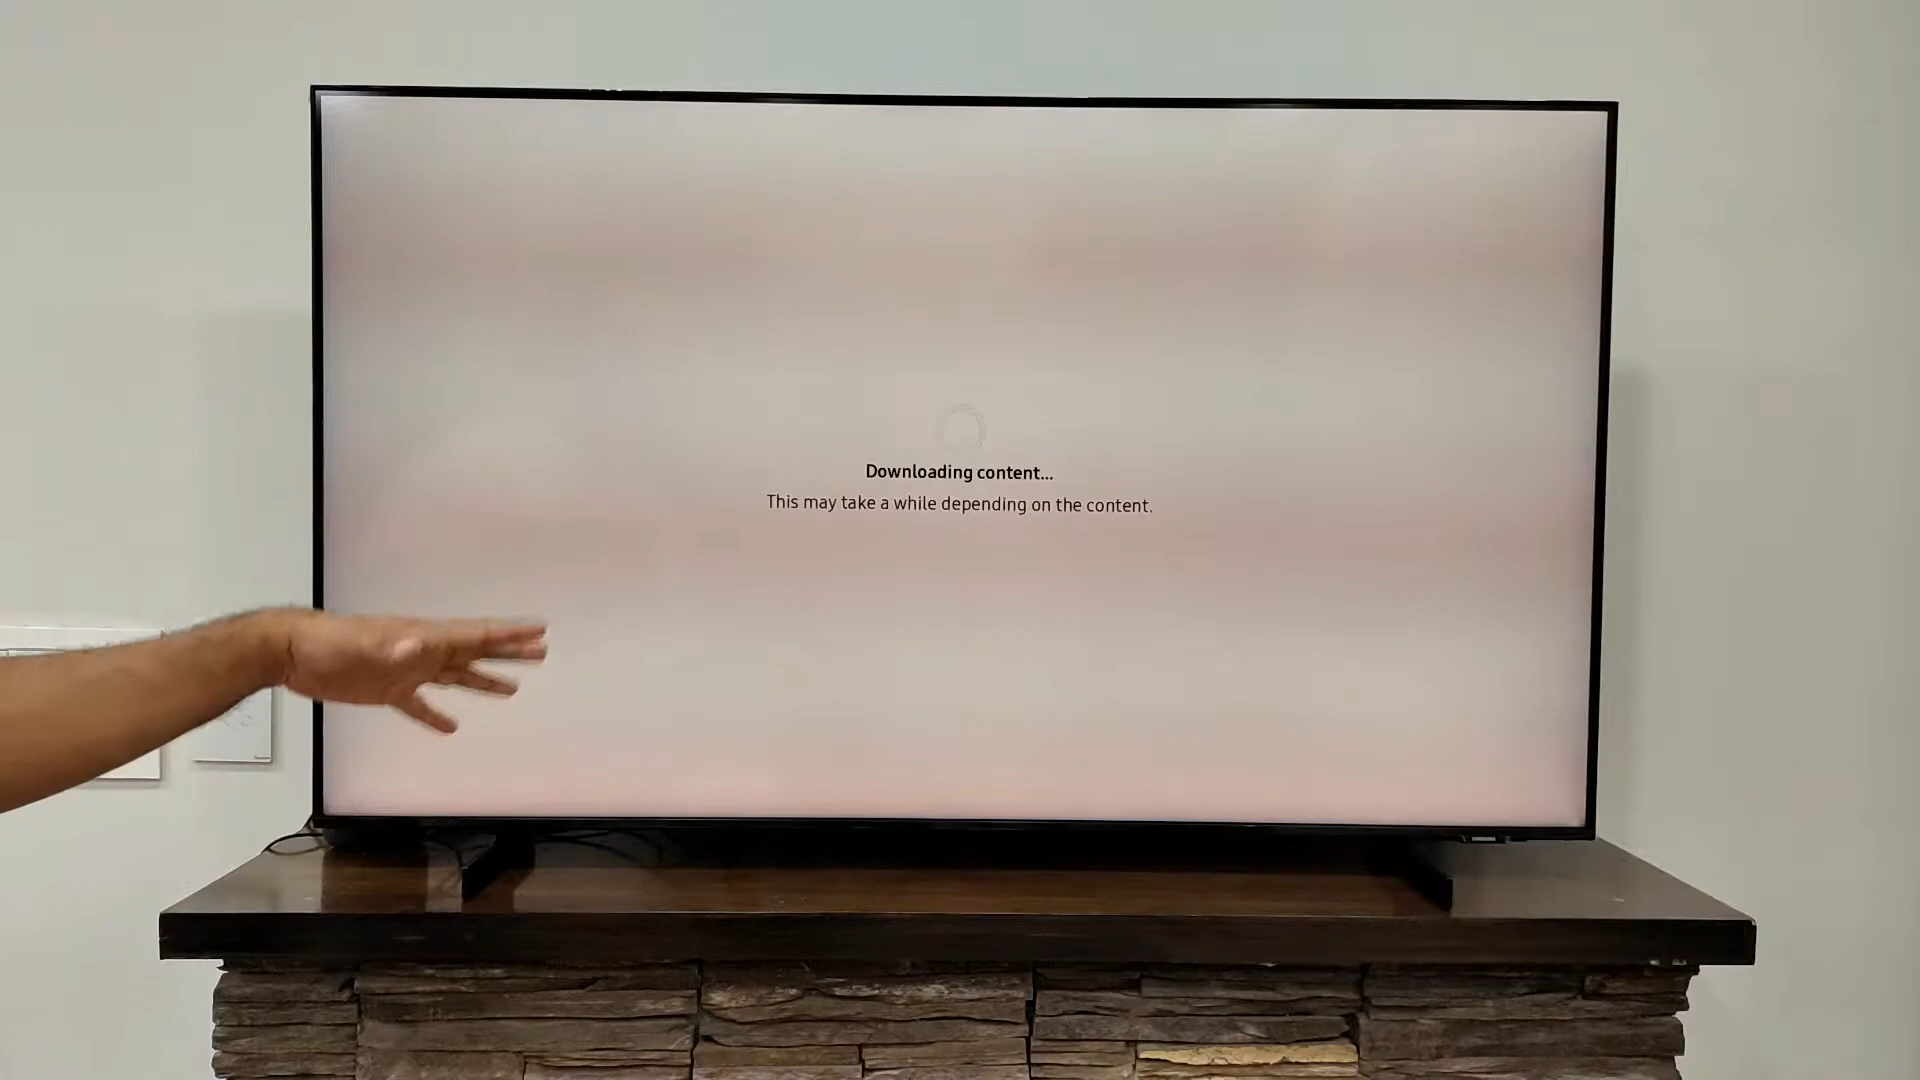 Downloading content...
This may take a while depending on the content.